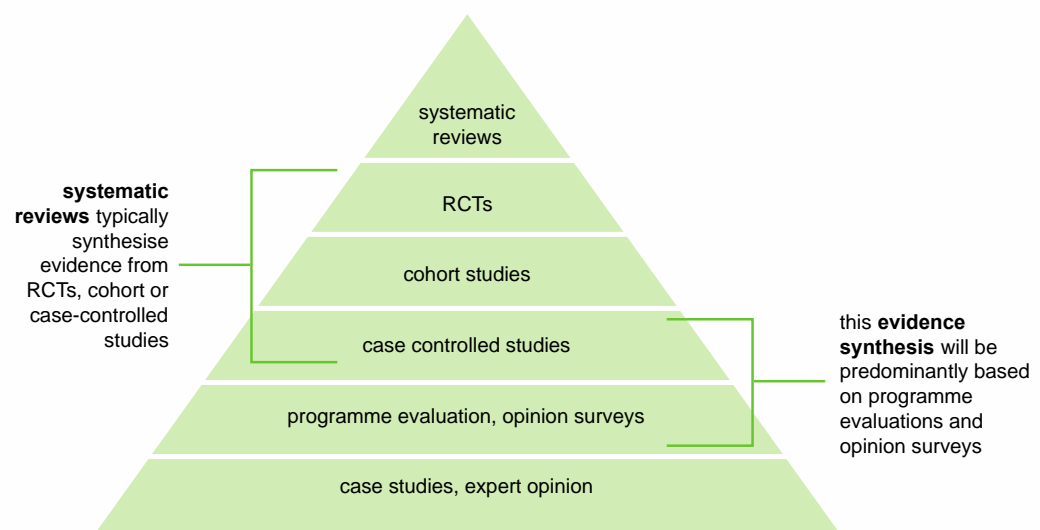 systematic
reviews
RCTs
cohort studies
case controlled studies
programme evaluation, opinion surveys
case studies, expert opinion
systematic
reviews typically
synthesise
evidence from
RCTs, cohort or
case-controlled
studies
this evidence
synthesis will be
predominantly based
on programme
evaluations and
opinion surveys